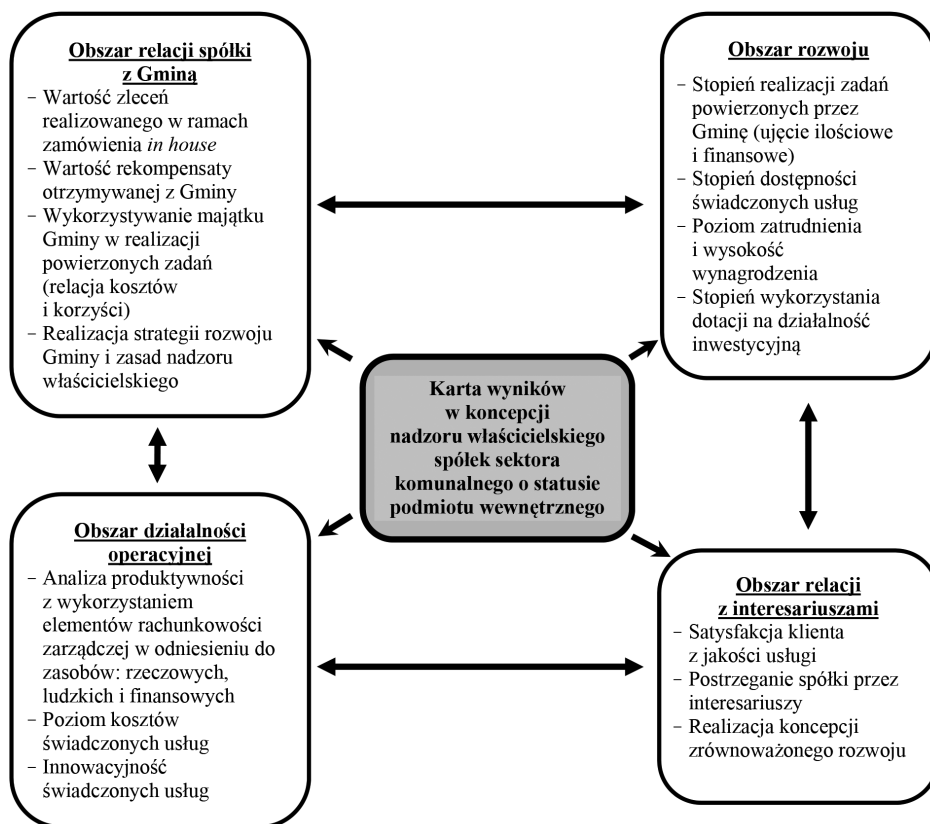 Obszar relacji spółki
z Gminą
– Wartość zleceń
realizowanego w ramach
zamówienia in house
– Wartość rekompensaty
otrzymywanej z Gminy
– Wykorzystywanie majątku
Gminy w realizacji
powierzonych zadań
(relacja kosztów
i korzyści)
– Realizacja strategii rozwoju
Gminy i zasad nadzoru
właścicielskiego
Obszar rozwoju
– Stopień realizacji zadań
powierzonych przez
Gminę (ujęcie ilościowe
i finansowe)
– Stopień dostępności
świadczonych usług
– Poziom zatrudnienia
i wysokość
wynagrodzenia
– Stopień wykorzystania
dotacji na działalność
inwestycyjną
Karta wyników
w koncepcji
nadzoru właścicielskiego
spółek sektora
komunalnego o statusie
podmiotu wewnętrznego
Obszar działalności
operacyjnej
– Analiza produktywności
z wykorzystaniem
elementów rachunkowości
zarządczej w odniesieniu do
zasobów: rzeczowych,
ludzkich i finansowych
– Poziom kosztów
świadczonych usług
– Innowacyjność
świadczonych usług
Obszar relacji
z interesariuszami
– Satysfakcja klienta
z jakości usługi
– Postrzeganie spółki przez
interesariuszy
– Realizacja koncepcji
zrównoważonego rozwoju